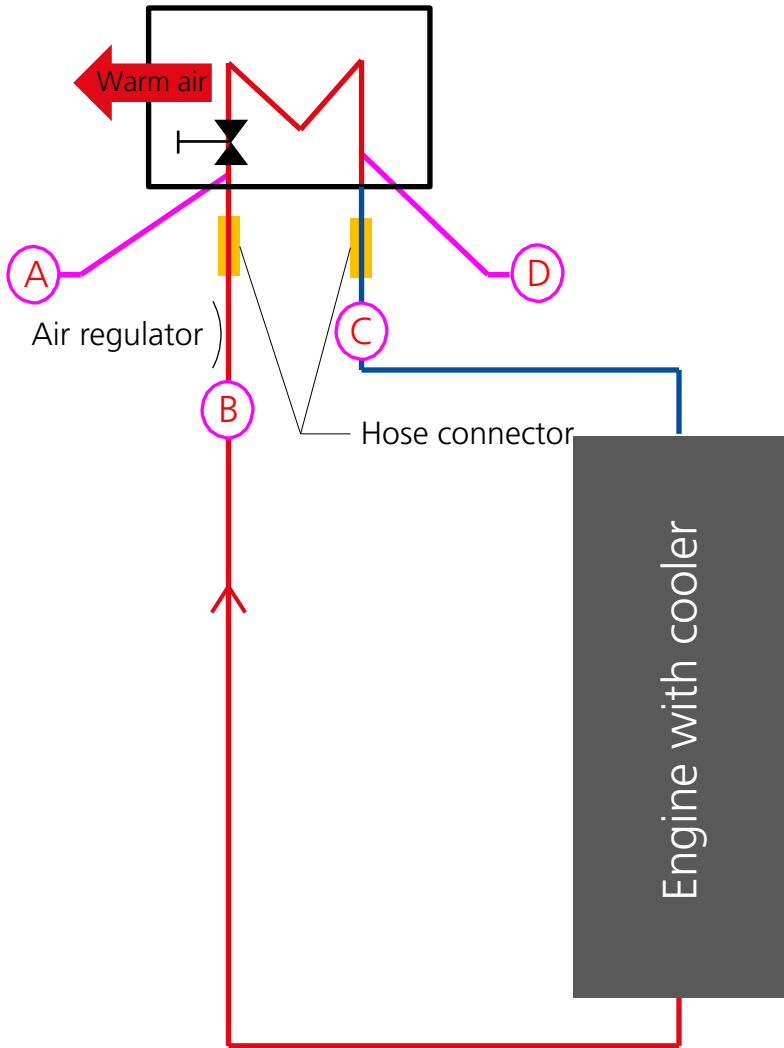 Warm air
A
D
C
Air regulator
B
Hose connector
Engine with cooler